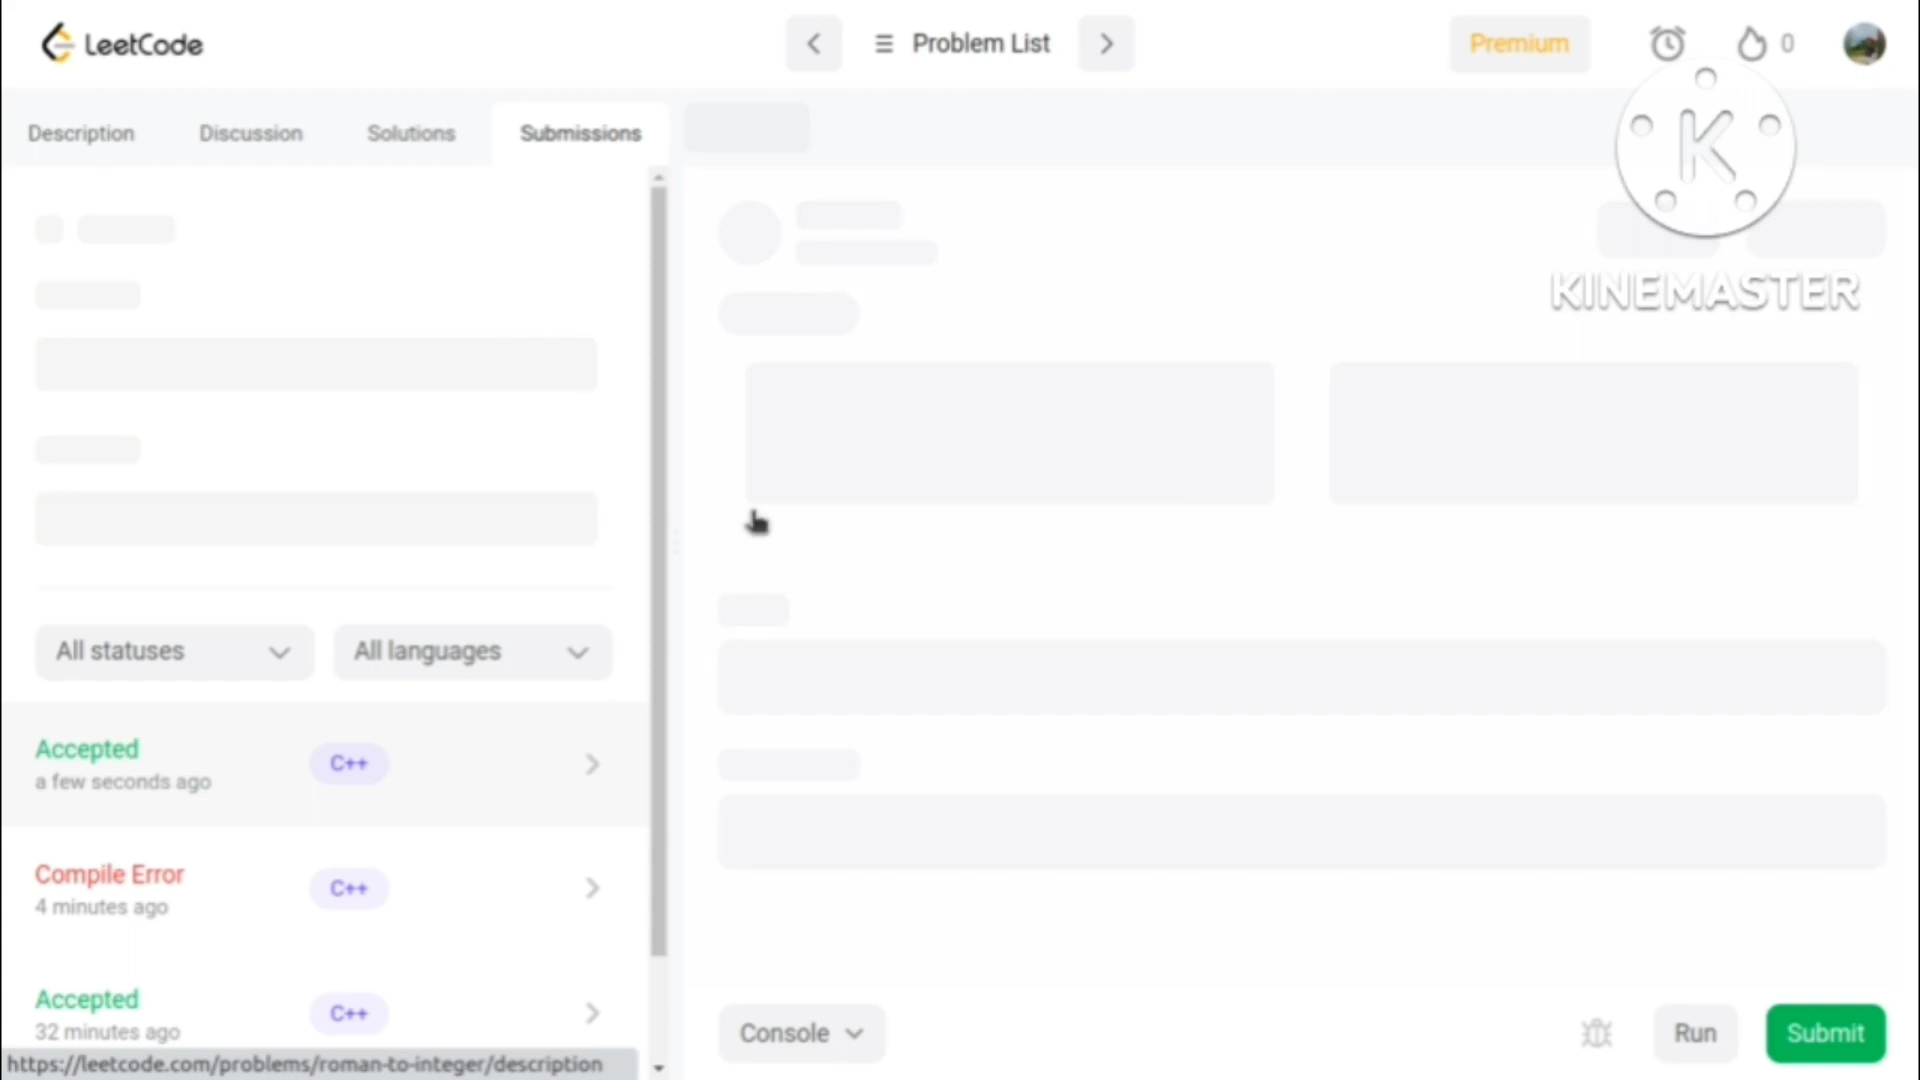 LeetCode
Problem List
Premium
0
Description
Discussion
Solutions
Submissions
K
KINEMASTER
All statuses
All languages
Accepted
a few seconds ago
C++
Compile Error
4 minutes ago
C++
Accepted
32 minutes ago
C++
Console
Run
Submit
https://leetcode.com/problems/roman-to-integer/description